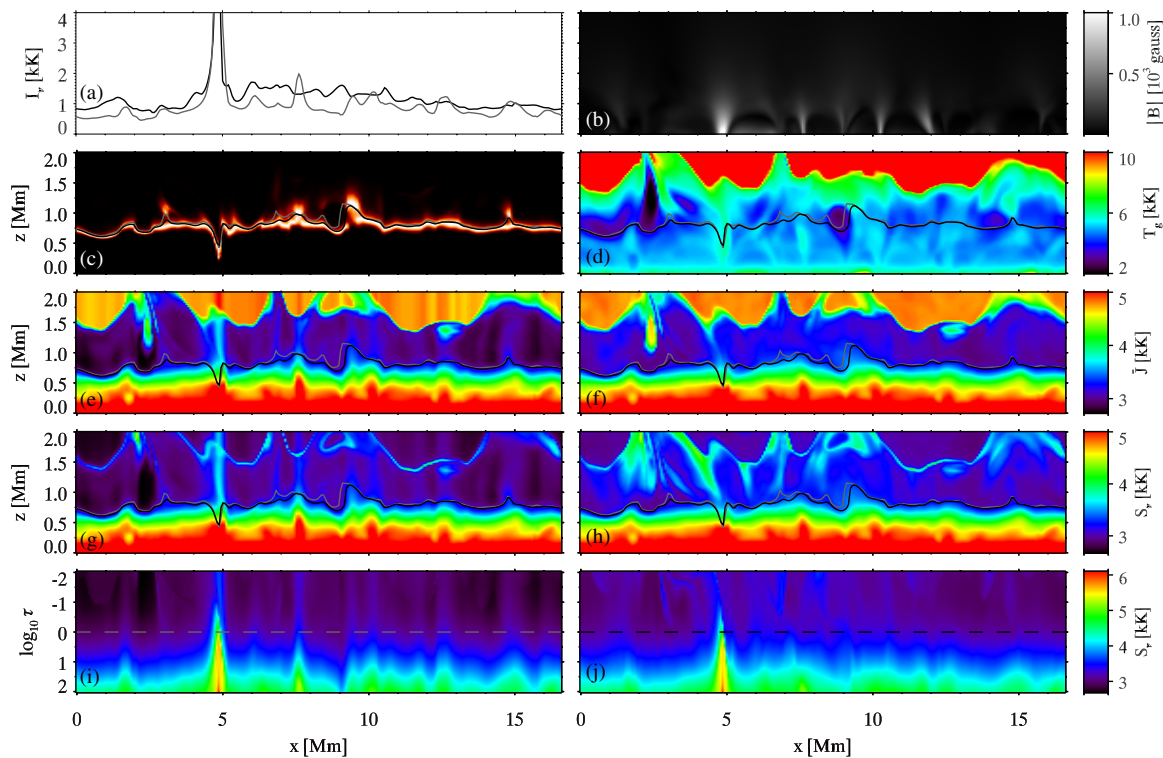 4
3
2
1
0
I_ν [kK]
(a)
(b)
1.0
0.5
|B| [10^3 gauss]
2.0
1.5
1.0
0.5
0.0
z [Mm]
(c)
(d)
10
8
6
4
2
T_g [kK]
2.0
1.5
1.0
0.5
0.0
z [Mm]
(e)
(f)
5
4
3
J [kK]
2.0
1.5
1.0
0.5
0.0
z [Mm]
(g)
(h)
5
4
3
S_ν [kK]
-2
-1
0
1
2
log₁₀ τ
(i)
(j)
6
5
4
3
S_ν [kK]
0 5 10 15
0 5 10 15
x [Mm]
x [Mm]